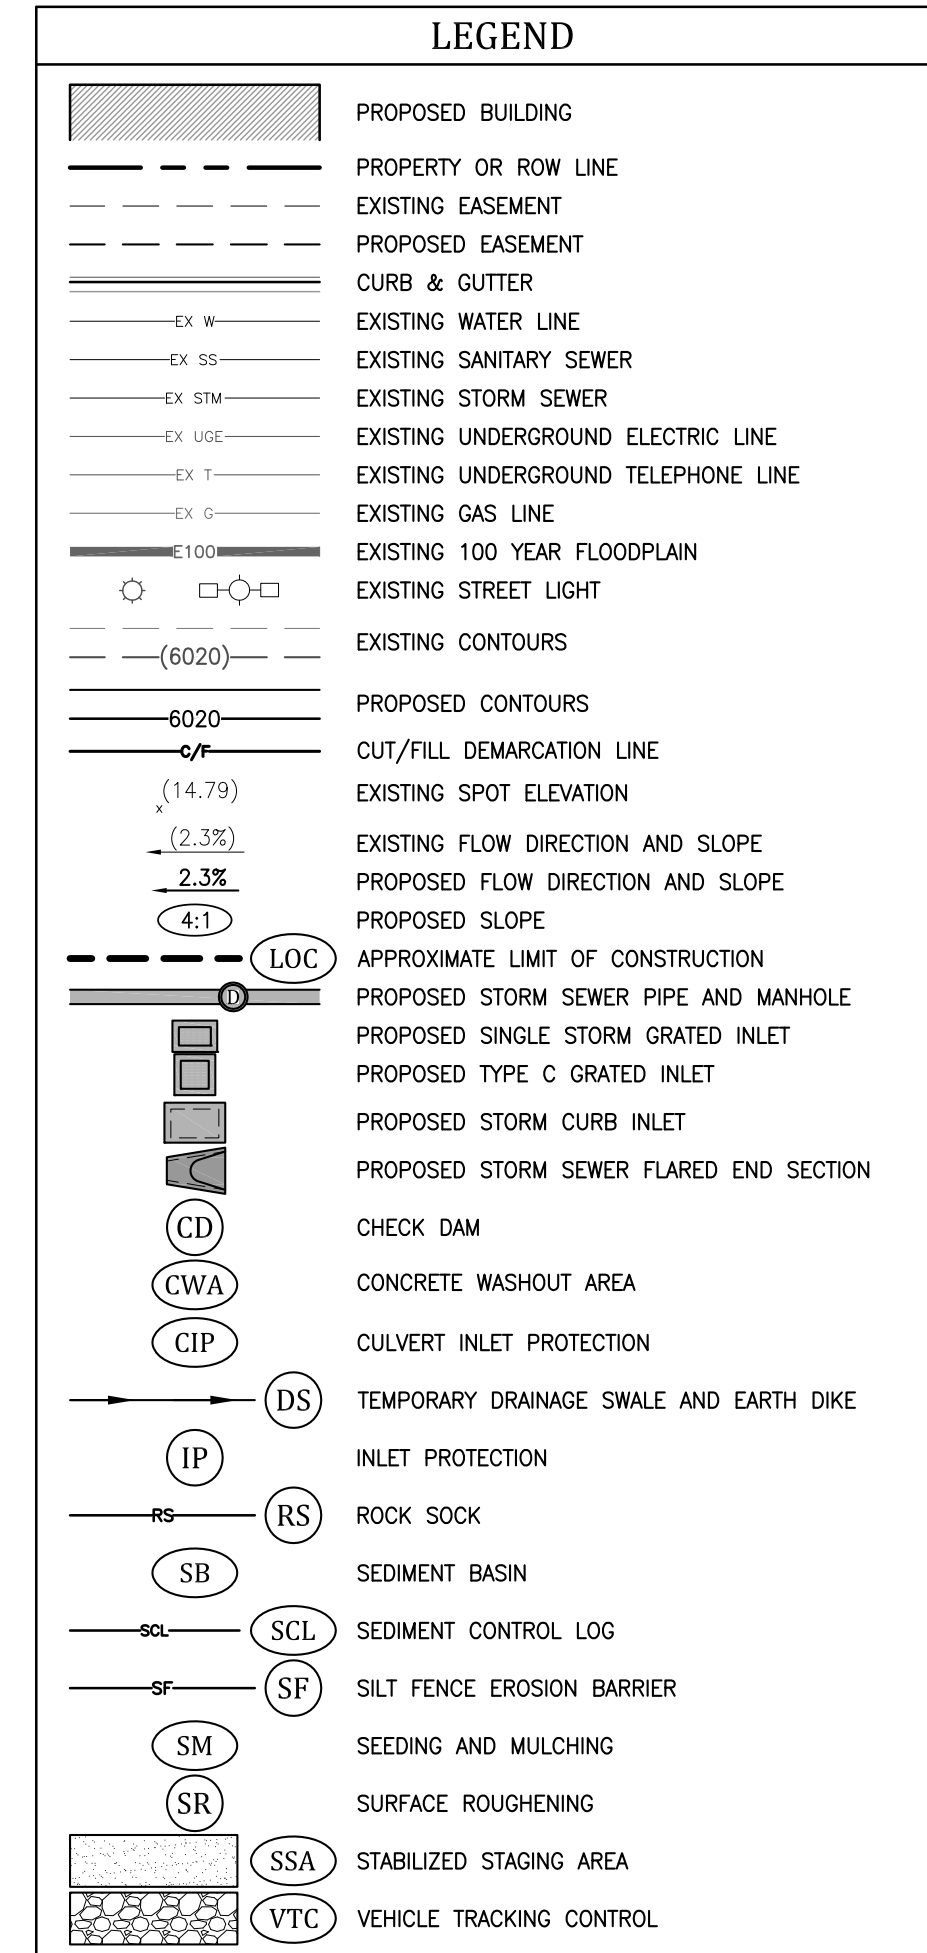 LEGEND
PROPOSED BUILDING
PROPERTY OR ROW LINE
EXISTING EASEMENT
PROPOSED EASEMENT
CURB & GUTTER
EX W EXISTING WATER LINE
EX SS EXISTING SANITARY SEWER
EX STM EXISTING STORM SEWER
EX UGE EXISTING UNDERGROUND ELECTRIC LINE
EX T EXISTING UNDERGROUND TELEPHONE LINE
EX G EXISTING GAS LINE
E100 EXISTING 100 YEAR FLOODPLAIN
EXISTING STREET LIGHT
EXISTING CONTOURS
(6020)
PROPOSED CONTOURS
6020
C/F CUT/FILL DEMARCATION LINE
x (14.79) EXISTING SPOT ELEVATION
(2.3%) EXISTING FLOW DIRECTION AND SLOPE
2.3% PROPOSED FLOW DIRECTION AND SLOPE
4:1 PROPOSED SLOPE
LOC APPROXIMATE LIMIT OF CONSTRUCTION
D PROPOSED STORM SEWER PIPE AND MANHOLE
PROPOSED SINGLE STORM GRATED INLET
PROPOSED TYPE C GRATED INLET
PROPOSED STORM CURB INLET
PROPOSED STORM SEWER FLARED END SECTION
CD CHECK DAM
CWA CONCRETE WASHOUT AREA
CIP CULVERT INLET PROTECTION
DS TEMPORARY DRAINAGE SWALE AND EARTH DIKE
IP INLET PROTECTION
RS RS ROCK SOCK
SB SEDIMENT BASIN
SCL SCL SEDIMENT CONTROL LOG
SF SF SILT FENCE EROSION BARRIER
SM SEEDING AND MULCHING
SR SURFACE ROUGHENING
SSA STABILIZED STAGING AREA
VTC VEHICLE TRACKING CONTROL